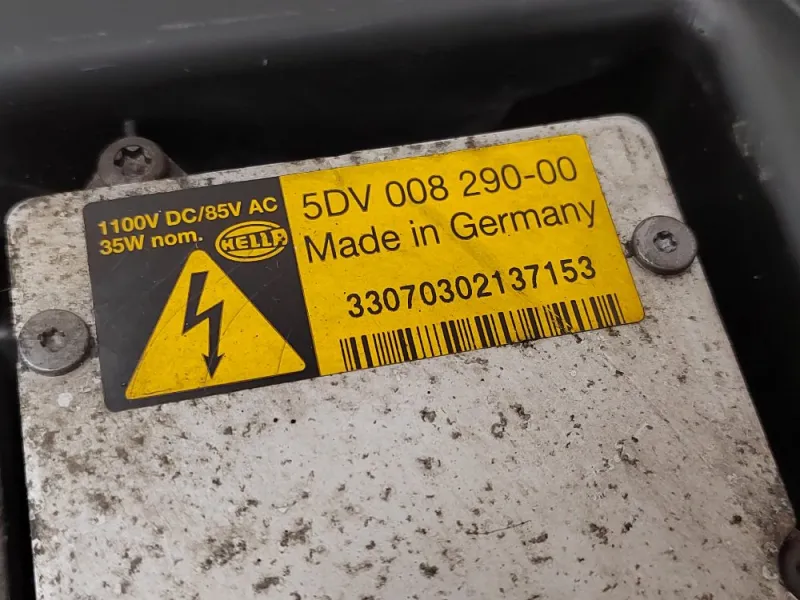 1100V DC/85V AC
35W nom.
HELLA
5DV 008 290-00
Made in Germany
33070302137153